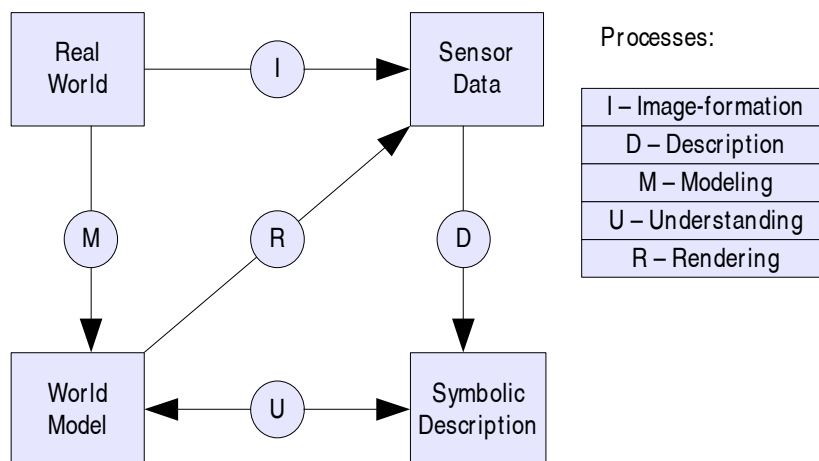 Real
World
I
Sensor
Data
Processes:
I – Image-formation
D – Description
M – Modeling
U – Understanding
R – Rendering
M
R
D
World
Model
U
Symbolic
Description